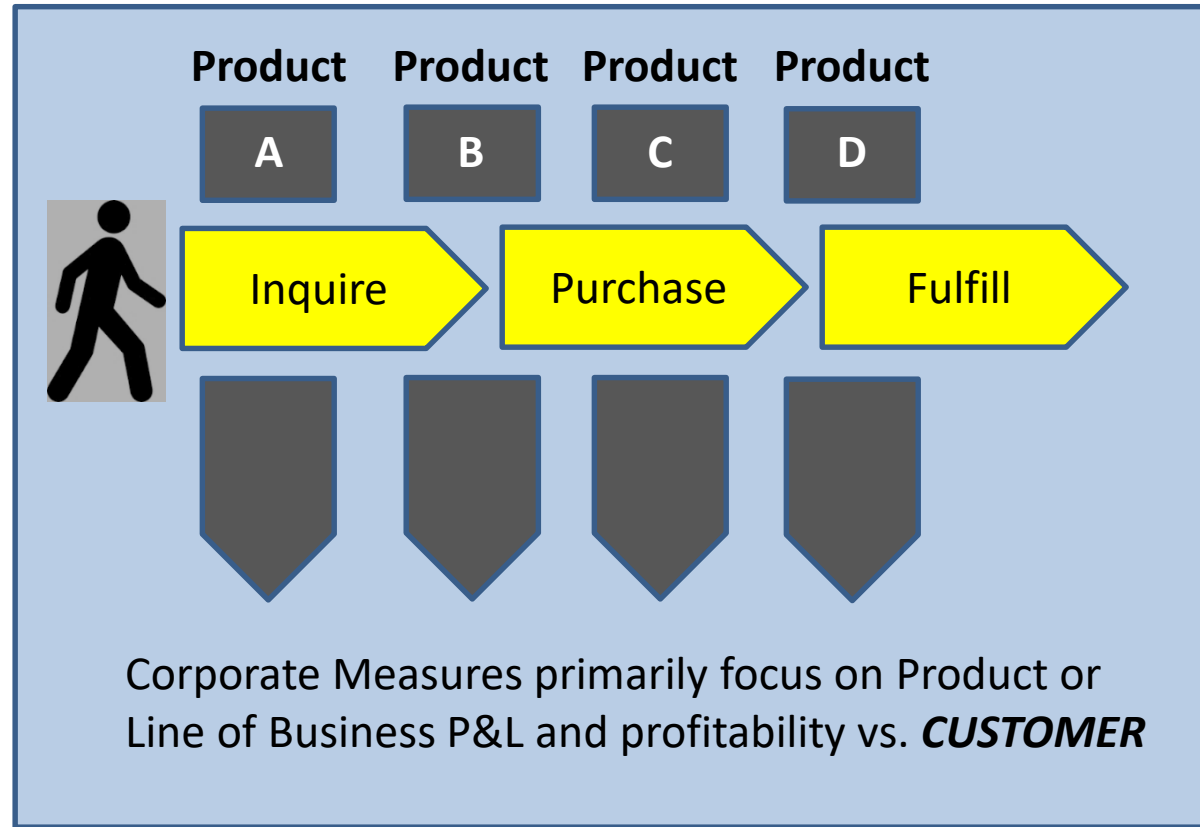 Product Product Product Product
A B C D
Inquire Purchase Fulfill
Corporate Measures primarily focus on Product or
Line of Business P&L and profitability vs. CUSTOMER